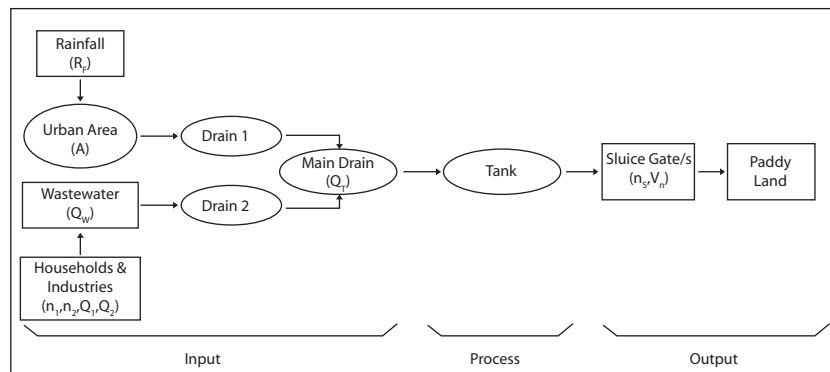 Rainfall
(R_F)
Urban Area
(A)
Drain 1
Main Drain
(Q_T)
Tank
Sluice Gate/s
(n_s,V_n)
Paddy
Land
Wastewater
(Q_W)
Drain 2
Households &
Industries
(n_1,n_2,Q_1,Q_2)
Input
Process
Output